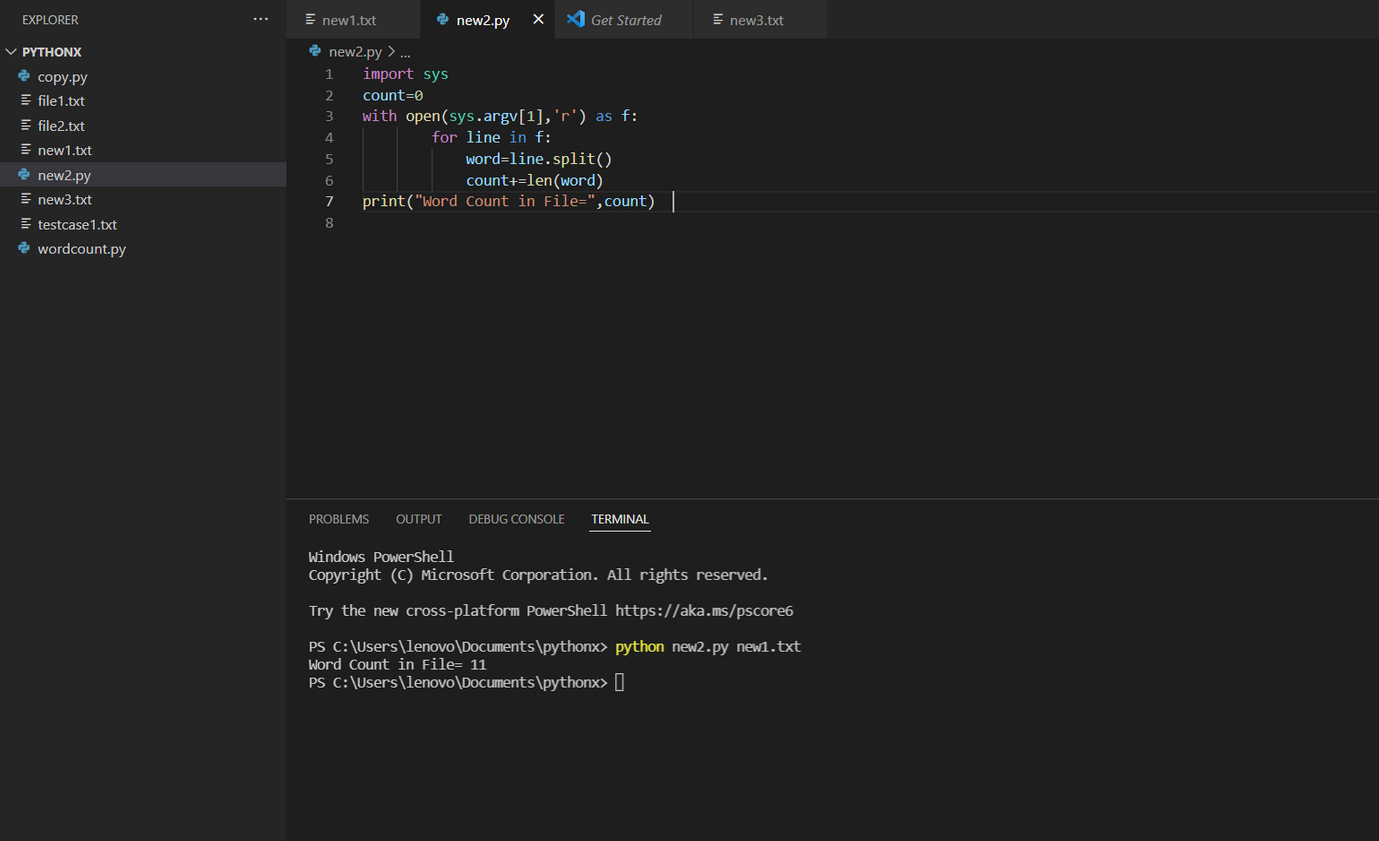 EXPLORER ...
PYTHONX
copy.py
file1.txt
file2.txt
new1.txt
new2.py
new3.txt
testcase1.txt
wordcount.py
new1.txt new2.py Get Started new3.txt
new2.py > ...
1 import sys
2 count=0
3 with open(sys.argv[1],'r') as f:
4         for line in f:
5             word=line.split()
6             count+=len(word)
7 print("Word Count in File=",count)
8
PROBLEMS OUTPUT DEBUG CONSOLE TERMINAL
Windows PowerShell
Copyright (C) Microsoft Corporation. All rights reserved.
Try the new cross-platform PowerShell https://aka.ms/pscore6
PS C:\Users\lenovo\Documents\pythonx> python new2.py new1.txt
Word Count in File= 11
PS C:\Users\lenovo\Documents\pythonx>